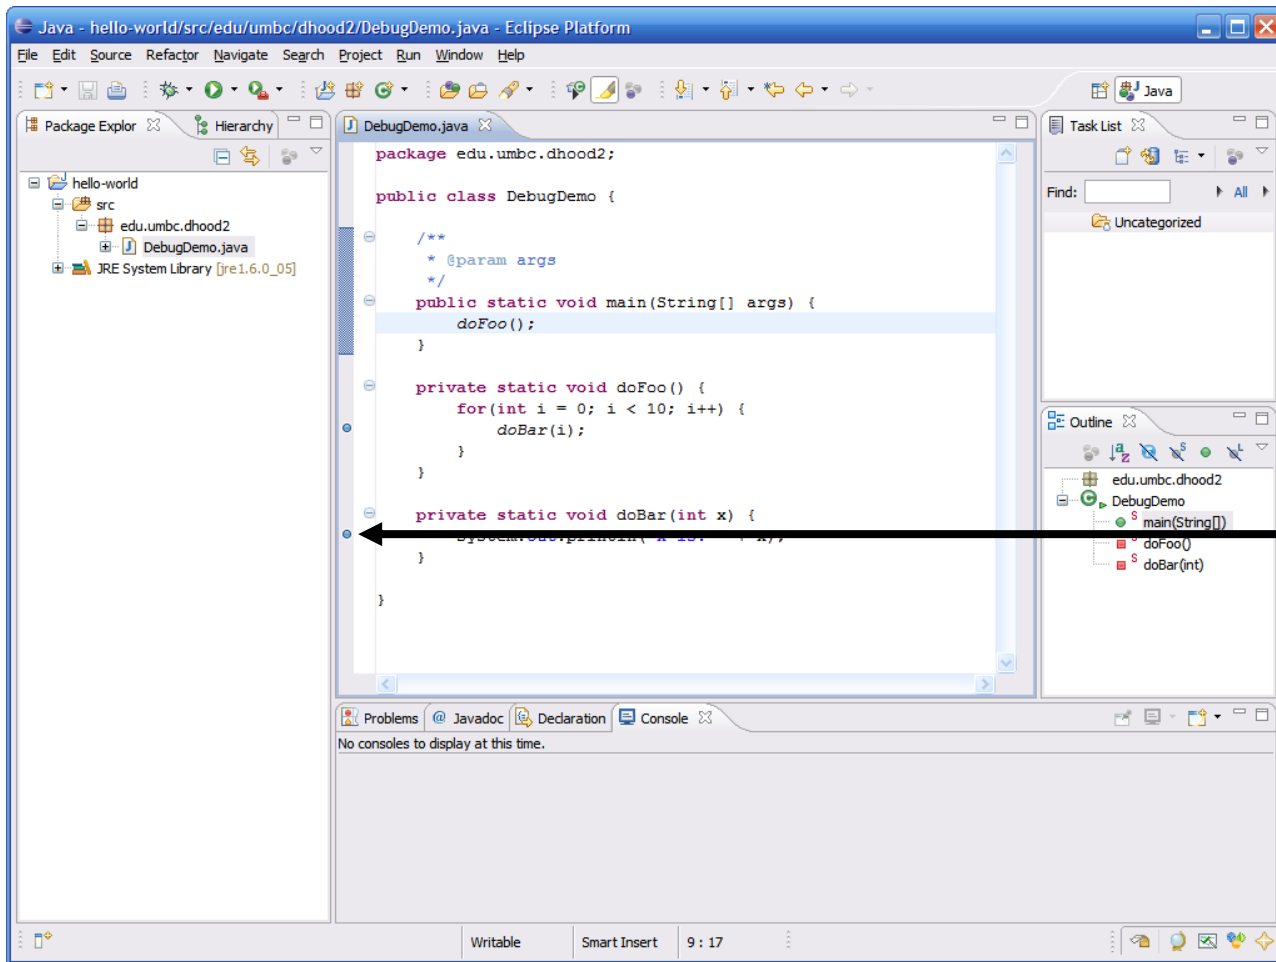 Java - hello-world/src/edu/umbc/dhood2/DebugDemo.java - Eclipse Platform
File Edit Source Refactor Navigate Search Project Run Window Help
Java
Package Explor
Hierarchy
hello-world
src
edu.umbc.dhood2
DebugDemo.java
JRE System Library [jre1.6.0_05]
DebugDemo.java
package edu.umbc.dhood2;
public class DebugDemo {
/**
* @param args
*/
public static void main(String[] args) {
doFoo();
}
private static void doFoo() {
for(int i = 0; i < 10; i++) {
doBar(i);
}
}
private static void doBar(int x) {
System.out.println("x is: " + x);
}
}
Task List
Find:
All
Uncategorized
Outline
edu.umbc.dhood2
DebugDemo
main(String[])
doFoo()
doBar(int)
Problems @ Javadoc Declaration Console
No consoles to display at this time.
Writable Smart Insert 9 : 17